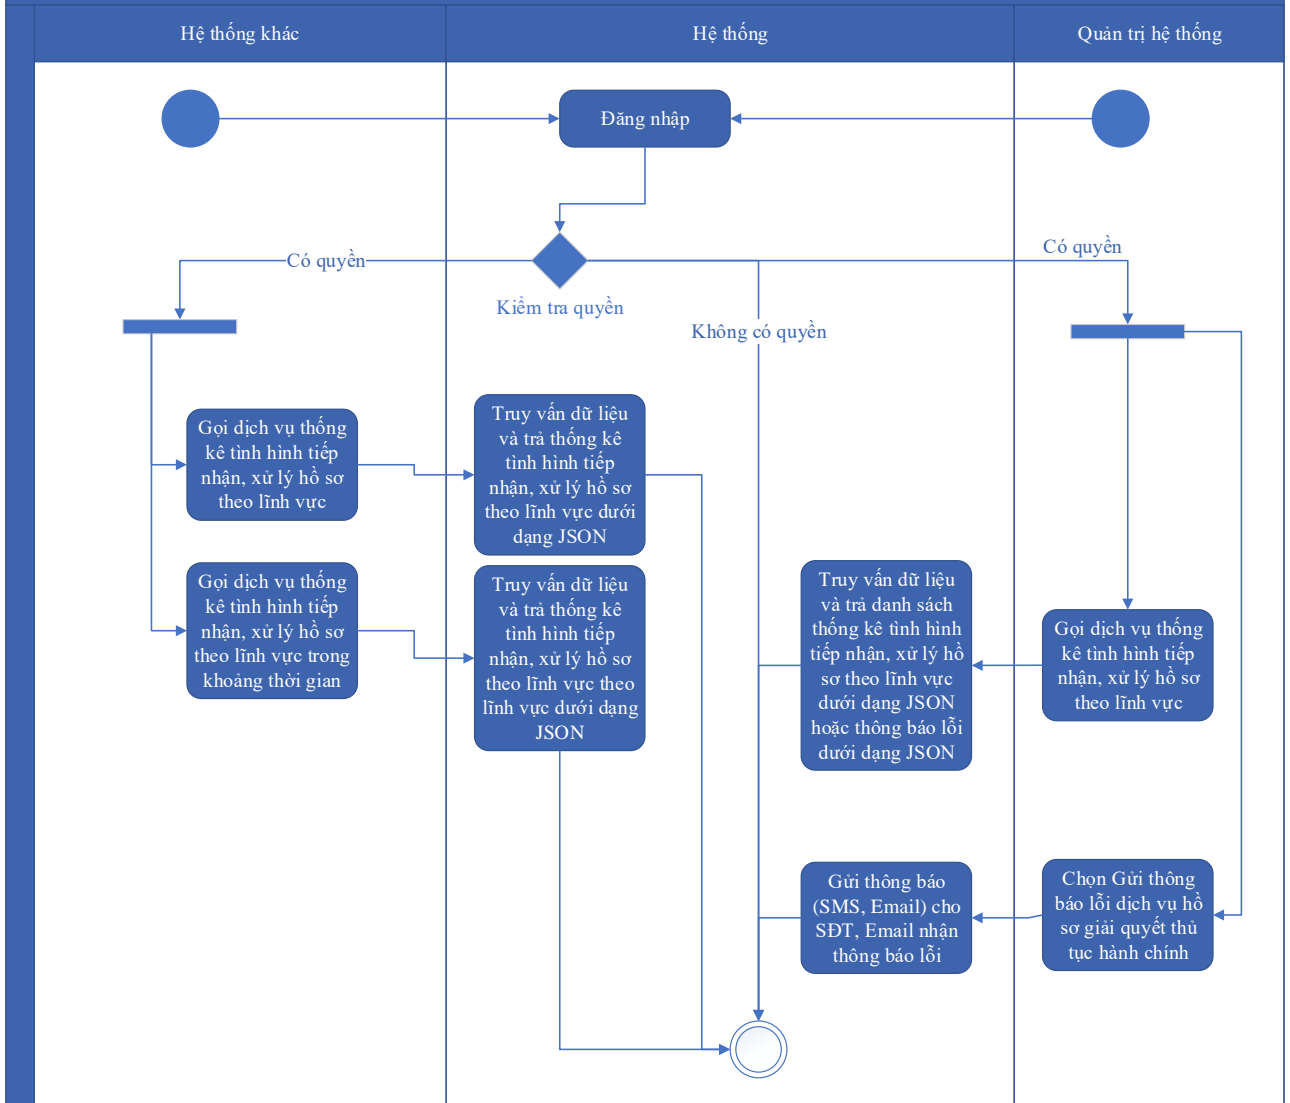 Hệ thống khác
Hệ thống
Quản trị hệ thống
Đăng nhập
Có quyền
Có quyền
Kiểm tra quyền
Không có quyền
Gọi dịch vụ thống
kê tình hình tiếp
nhận, xử lý hồ sơ
theo lĩnh vực
Truy vấn dữ liệu
và trả thống kê
tình hình tiếp
nhận, xử lý hồ sơ
theo lĩnh vực dưới
dạng JSON
Gọi dịch vụ thống
kê tình hình tiếp
nhận, xử lý hồ sơ
theo lĩnh vực trong
khoảng thời gian
Truy vấn dữ liệu
và trả thống kê
tình hình tiếp
nhận, xử lý hồ sơ
theo lĩnh vực theo
lĩnh vực dưới dạng
JSON
Truy vấn dữ liệu
và trả danh sách
thống kê tình hình
tiếp nhận, xử lý hồ
sơ theo lĩnh vực
dưới dạng JSON
hoặc thông báo lỗi
dưới dạng JSON
Gọi dịch vụ thống
kê tình hình tiếp
nhận, xử lý hồ sơ
theo lĩnh vực
Gửi thông báo
(SMS, Email) cho
SĐT, Email nhận
thông báo lỗi
Chọn Gửi thông
báo lỗi dịch vụ hồ
sơ giải quyết thủ
tục hành chính